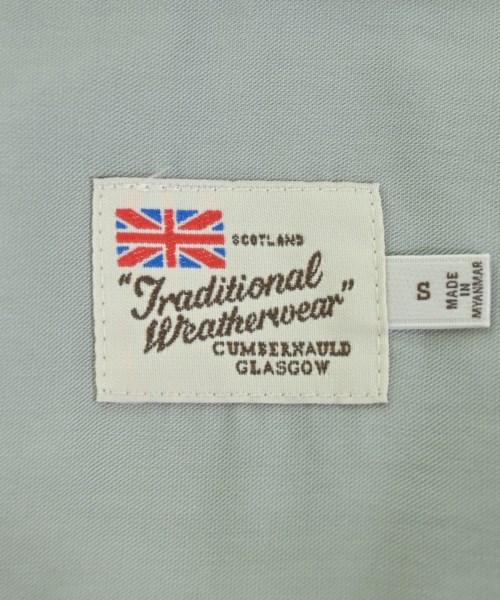 SCOTLAND
"Traditional
Weatherwear"
CUMBERNAULD
GLASGOW
S
MADE
IN
MYANMAR